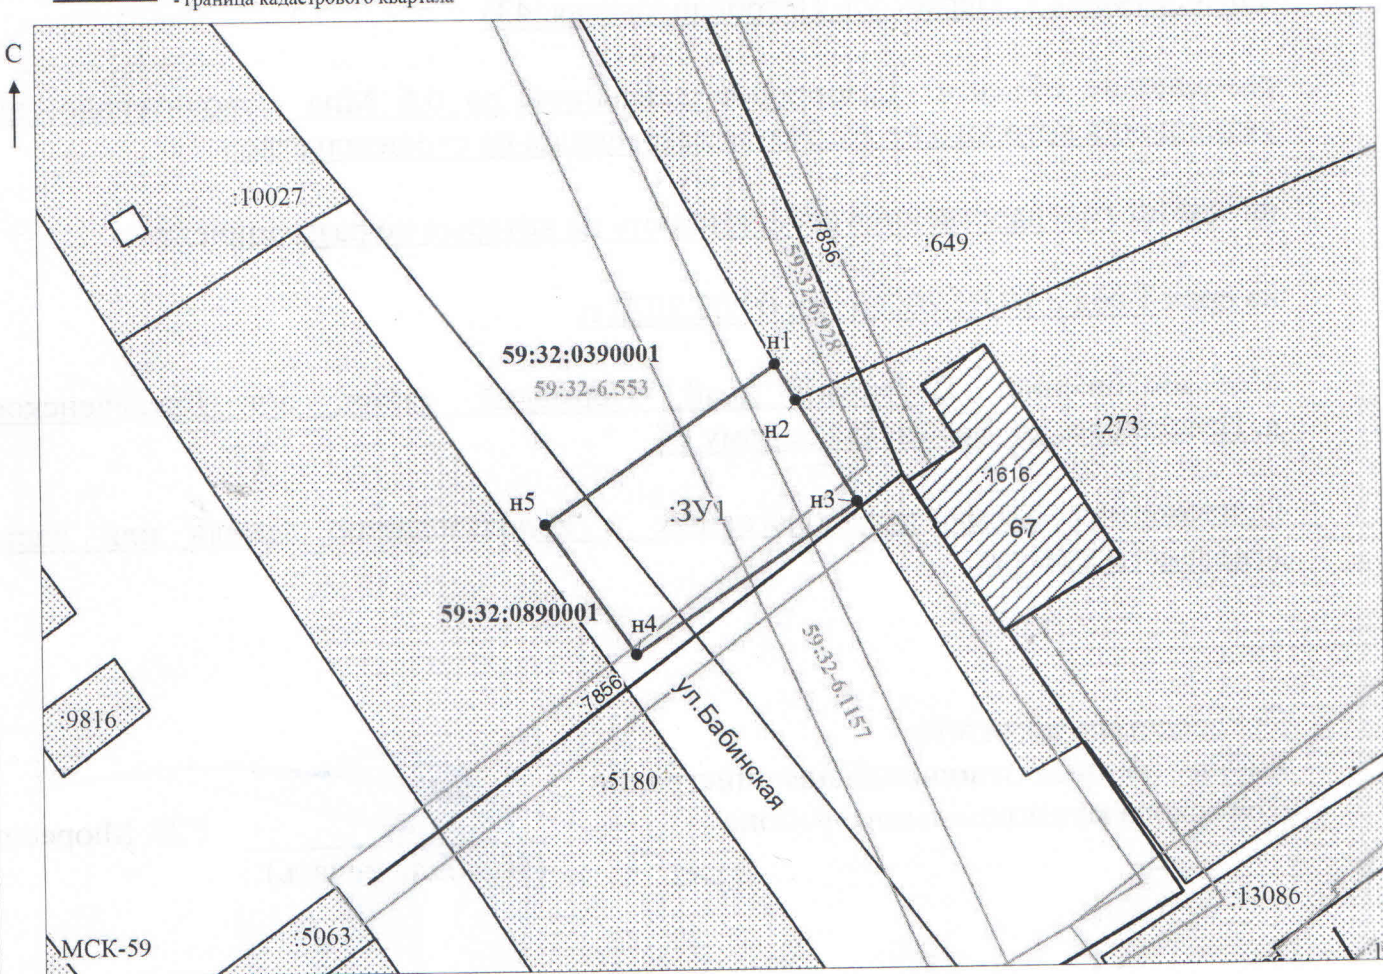 - граница кадастрового квартала
С
:10027
:7856
:649
59:32-6.928
н1
59:32:0390001
59:32-6.553
н2
:273
:1616
н5
:ЗУ1
н3
67
59:32:0890001
н4
59:32-6.1157
:7856
ул.Бабинская
:9816
:5180
:13086
:5063
МСК-59